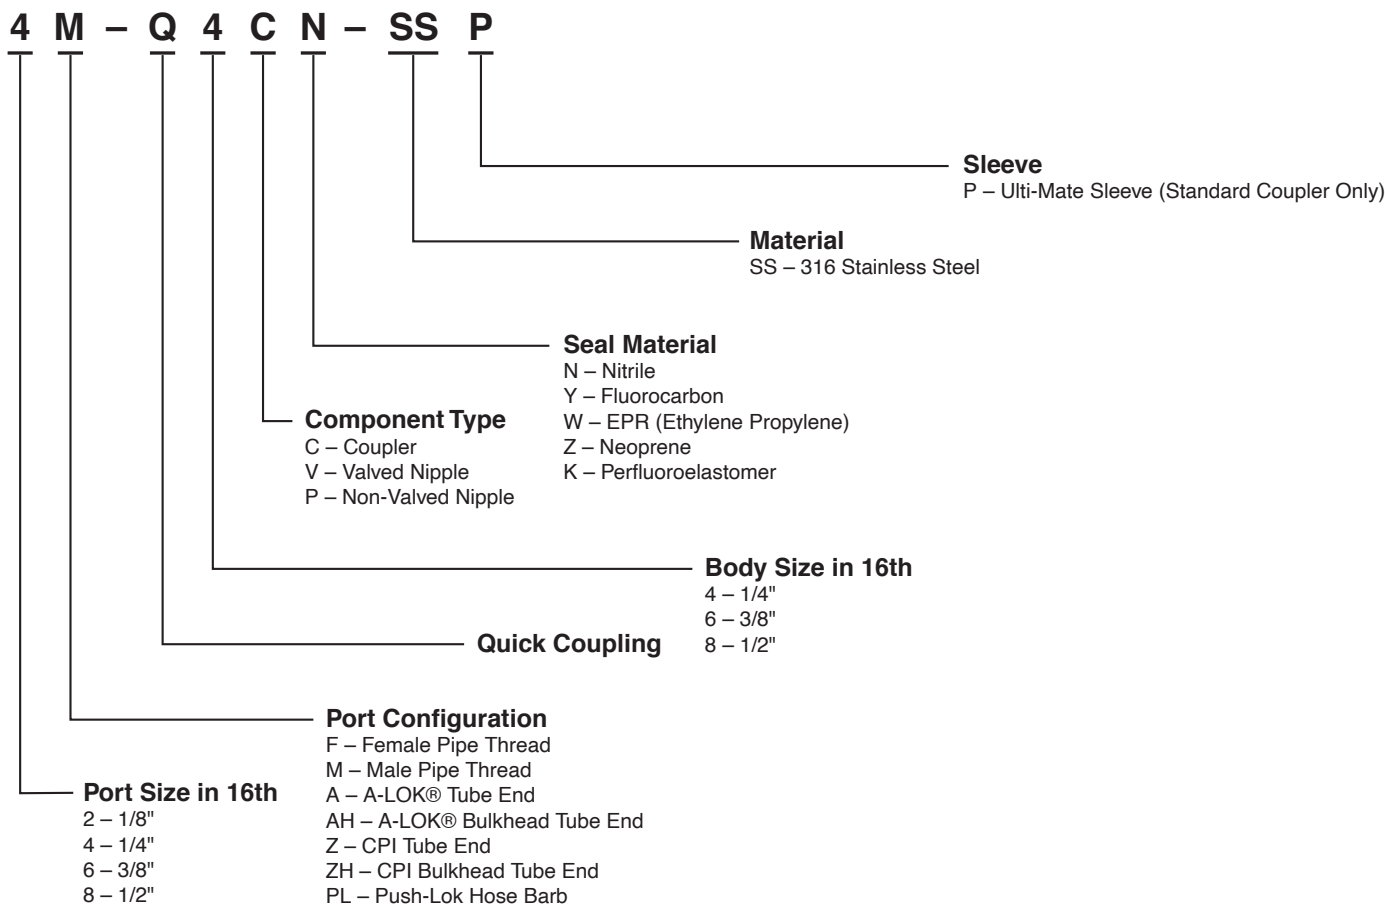 4 M – Q 4 C N – SS P
Sleeve
P – Ulti-Mate Sleeve (Standard Coupler Only)
Material
SS – 316 Stainless Steel
Seal Material
N – Nitrile
Y – Fluorocarbon
W – EPR (Ethylene Propylene)
Z – Neoprene
K – Perfluoroelastomer
Component Type
C – Coupler
V – Valved Nipple
P – Non-Valved Nipple
Body Size in 16th
4 – 1/4"
6 – 3/8"
8 – 1/2"
Quick Coupling
Port Configuration
F – Female Pipe Thread
M – Male Pipe Thread
A – A-LOK® Tube End
AH – A-LOK® Bulkhead Tube End
Z – CPI Tube End
ZH – CPI Bulkhead Tube End
PL – Push-Lok Hose Barb
Port Size in 16th
2 – 1/8"
4 – 1/4"
6 – 3/8"
8 – 1/2"